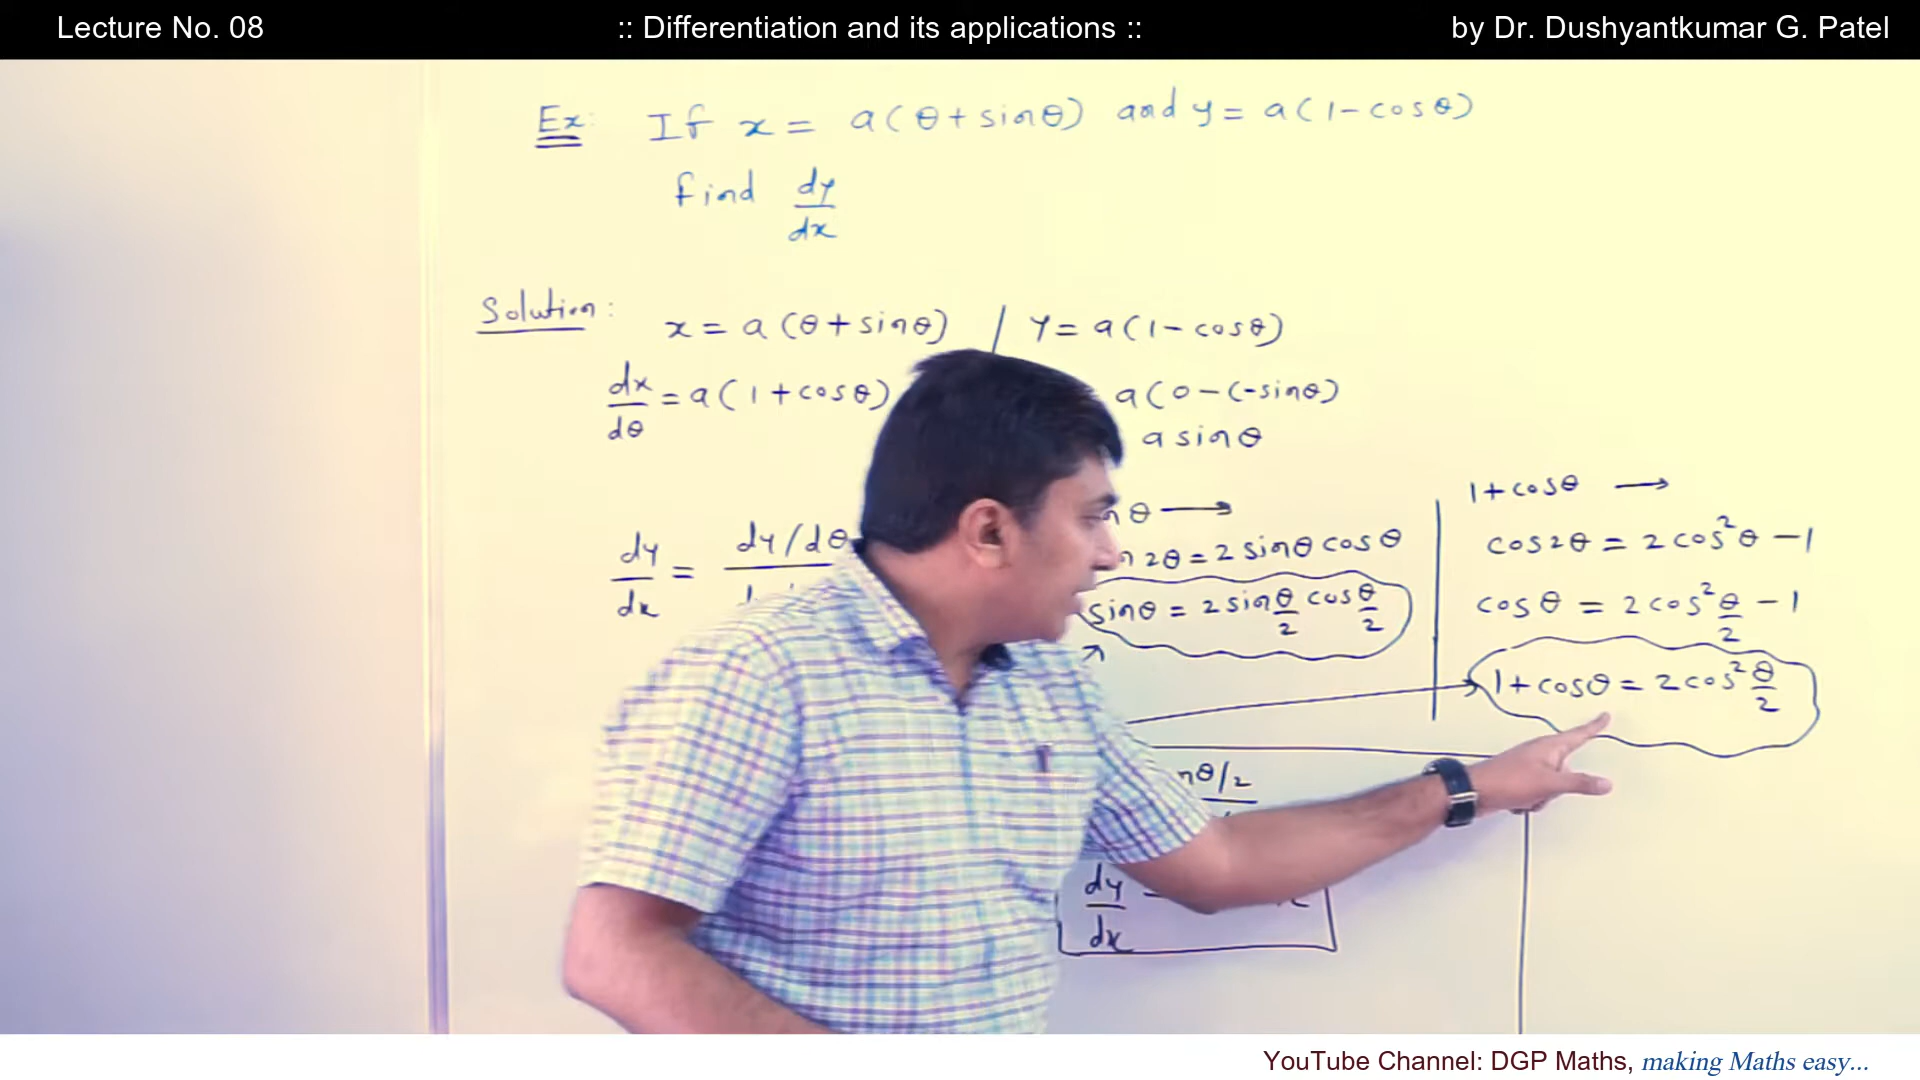 Lecture No. 08
:: Differentiation and its applications ::
by Dr. Dushyantkumar G. Patel
Ex: If x = a(θ+sinθ) and y = a(1-cosθ)
find dy/dx
Solution:
x = a(θ+sinθ) / y = a(1-cosθ)
dx/dθ = a(1+cosθ)
a(0-(-sinθ)
a sinθ
dy/dx = dy/dθ
θ →
2θ = 2 sinθ cosθ
sinθ = 2 sin θ/2 cos θ/2
1+cosθ →
cos2θ = 2cos²θ -1
cosθ = 2cos² θ/2 -1
1+cosθ = 2cos² θ/2
nθ/2
dy/dx
YouTube Channel: DGP Maths, making Maths easy...